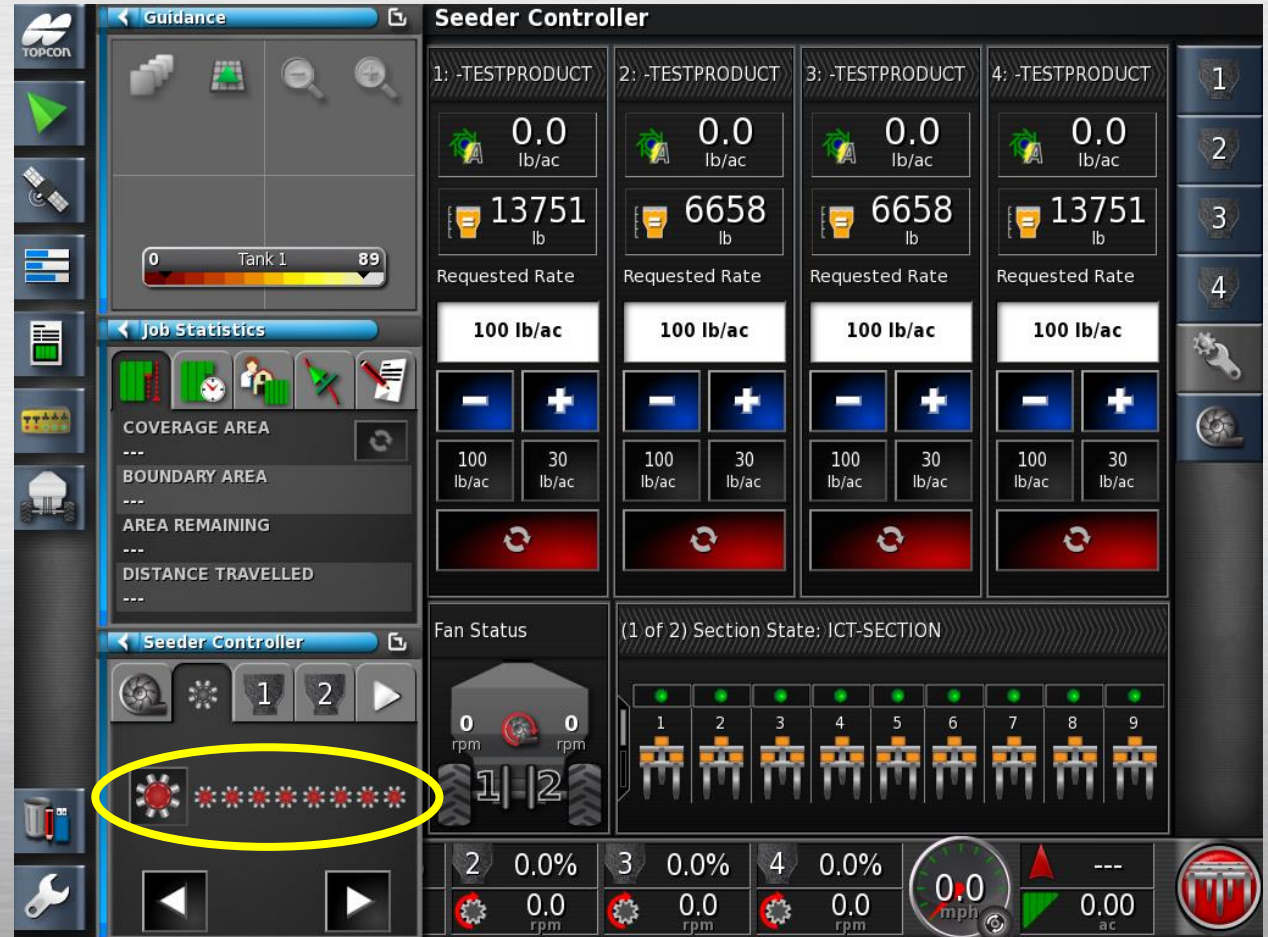 TOPCON
Guidance
0 Tank 1 89
Job Statistics
COVERAGE AREA
---
BOUNDARY AREA
---
AREA REMAINING
---
DISTANCE TRAVELLED
---
Seeder Controller
1 2
Seeder Controller
1: -TESTPRODUCT 2: -TESTPRODUCT 3: -TESTPRODUCT 4: -TESTPRODUCT
0.0 0.0 0.0 0.0
lb/ac lb/ac lb/ac lb/ac
13751 6658 6658 13751
lb lb lb lb
Requested Rate Requested Rate Requested Rate Requested Rate
100 lb/ac 100 lb/ac 100 lb/ac 100 lb/ac
- + - + - + - +
100 30 100 30 100 30 100 30
lb/ac lb/ac lb/ac lb/ac lb/ac lb/ac lb/ac lb/ac
Fan Status
0 0
rpm rpm
1 2
(1 of 2) Section State: ICT-SECTION
1 2 3 4 5 6 7 8 9
2 0.0% 3 0.0% 4 0.0%
0.0 0.0 0.0
rpm rpm rpm
0.0
mph
---
0.00
ac
1
2
3
4